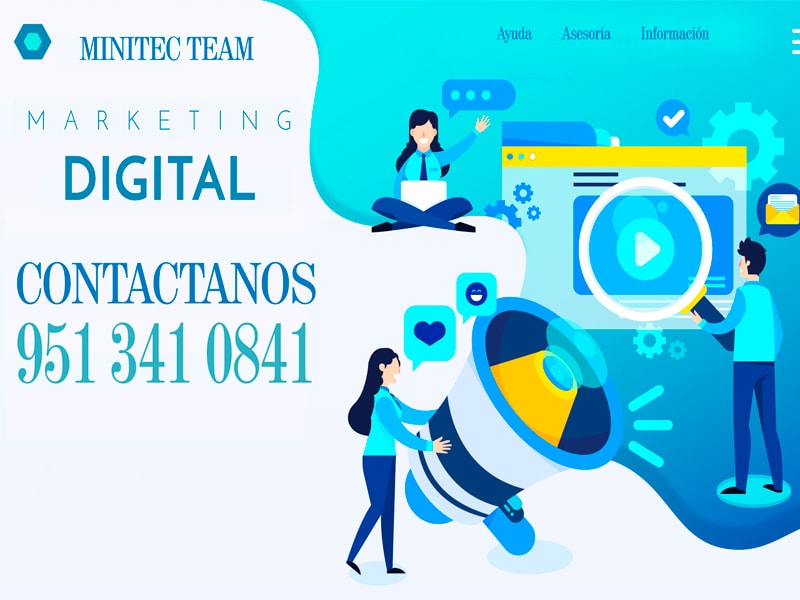 MINITEC TEAM
Ayuda Asesoría Información
MARKETING
DIGITAL
CONTACTANOS
951 341 0841